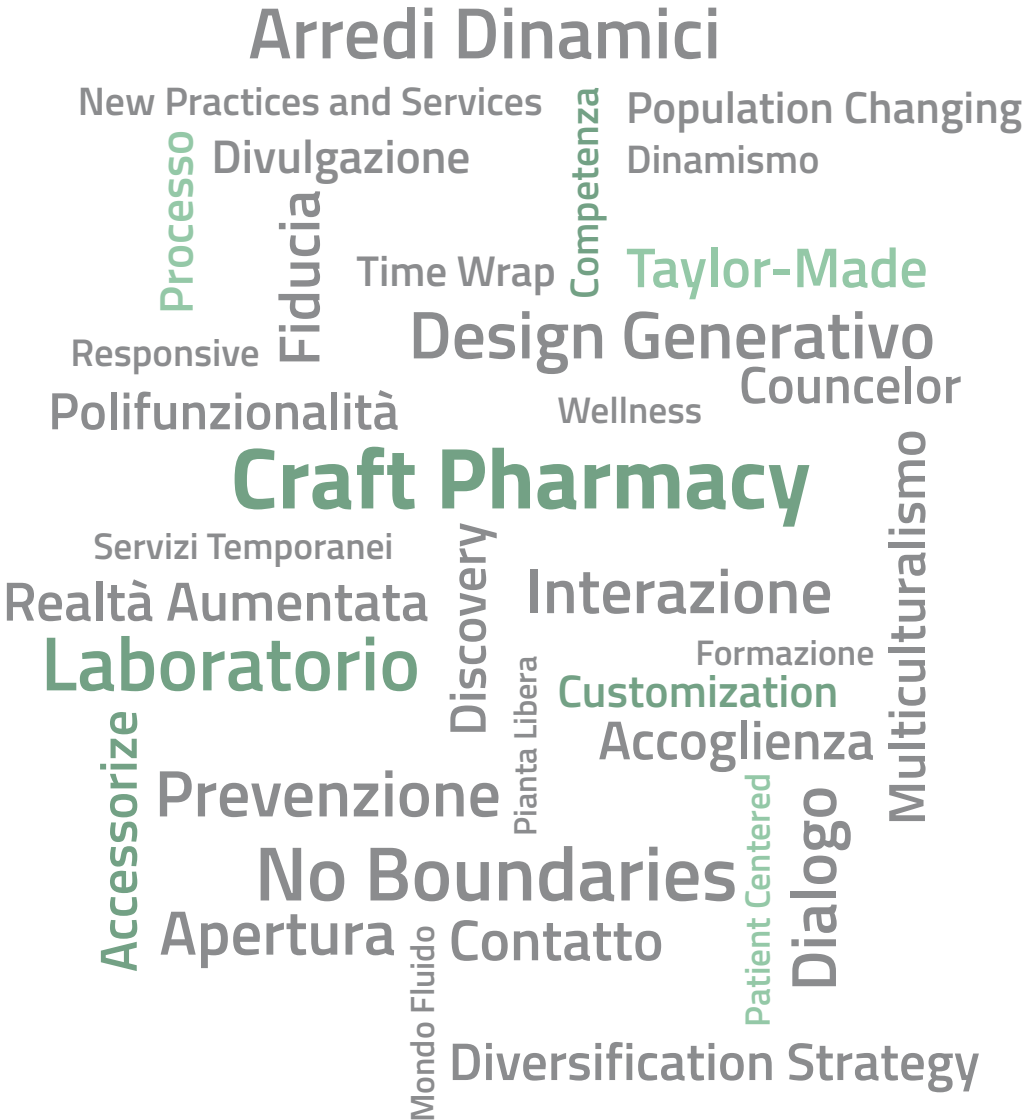 Arredi Dinamici
New Practices and Services
Competenza
Population Changing
Processo
Divulgazione
Dinamismo
Fiducia
Time Wrap
Taylor-Made
Responsive
Design Generativo
Councelor
Polifunzionalità
Wellness
Craft Pharmacy
Multiculturalismo
Servizi Temporanei
Discovery
Realtà Aumentata
Interazione
Laboratorio
Formazione
Pianta Libera
Customization
Accessorize
Accoglienza
Prevenzione
Patient Centered
Dialogo
No Boundaries
Apertura
Contatto
Mondo Fluido
Diversification Strategy